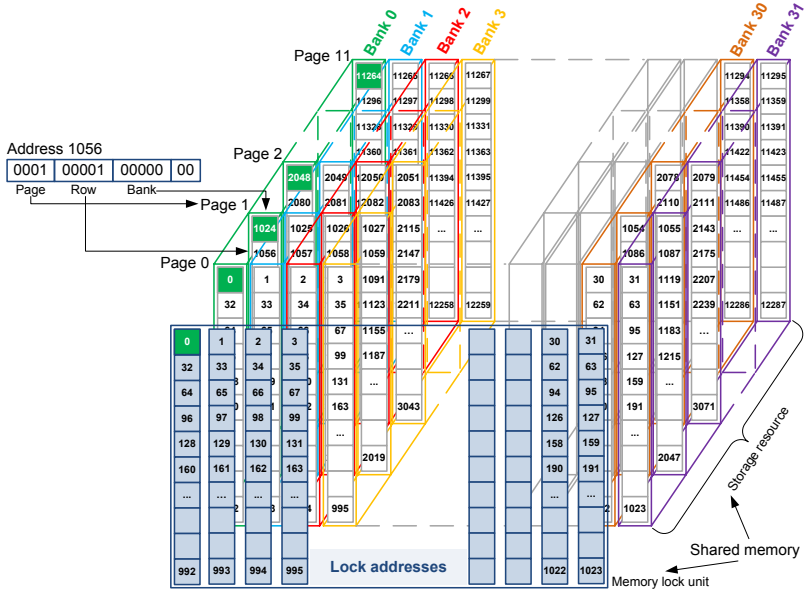 Bank 0
Bank 1
Bank 2
Bank 3
Bank 30
Bank 31
Page 11
11264 11265 11266 11267 11294 11295
11296 11297 11298 11299 11358 11359
11328 11330 11331 11390 11391
11360 11361 11362 11363 11422 11423
Address 1056
0001 00001 00000 00
Page Row Bank
Page 2
2048 2049 2050 2051 11394 11395 2078 2079 11454 11455
2080 2081 2082 2083 11426 11427 2110 2111 11486 11487
Page 1
1024 1025 1026 1027 2115 ... ... 1054 1055 2143 ... ...
1056 1057 1058 1059 2147 1086 1087 2175
Page 0
0 1 2 3 1091 2179 30 31 1119 2207
32 33 34 35 1123 2211 12258 12259 62 63 1151 2239 12286 12287
67 1155 ... 95 1183 ...
99 1187 127 1215
131 ... 159 ...
163 3043 191 3071
... ...
2019 2047
995 1023
0 1 2 3 30 31
32 33 34 35 62 63
64 65 66 67 94 95
96 97 98 99 126 127
128 129 130 131 158 159
160 161 162 163 190 191
... ... ... ... ... ...
992 993 994 995 1022 1023
Lock addresses
Storage resource
Shared memory
Memory lock unit